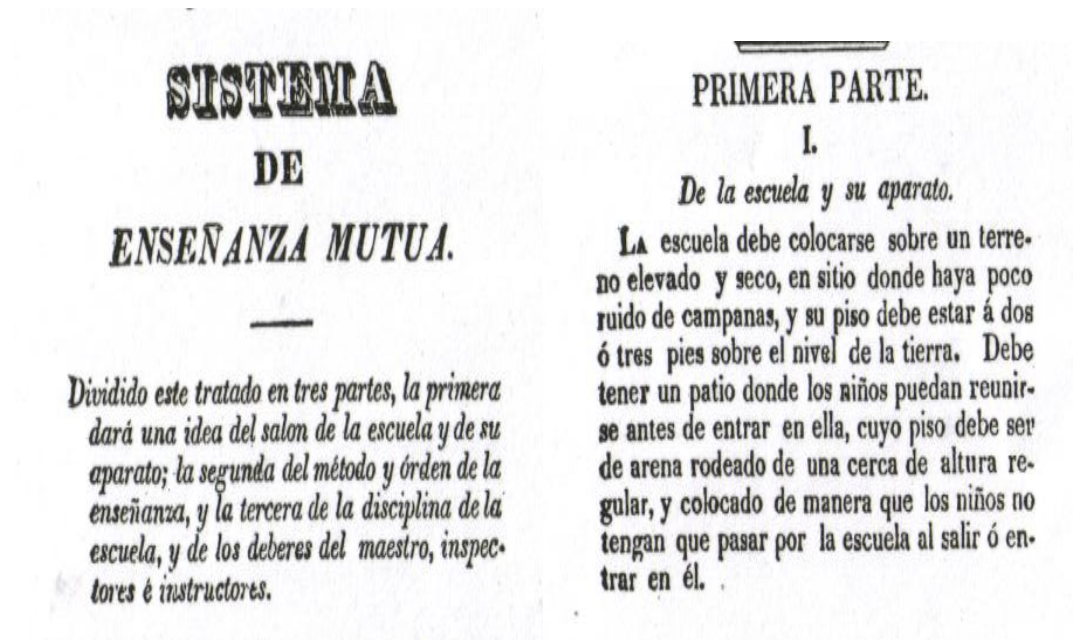 SISTEMA
DE
ENSEÑANZA MUTUA.
Dividido este tratado en tres partes, la primera
dará una idea del salon de la escuela y de su
aparato; la segunda del método y órden de la
enseñanza, y la tercera de la disciplina de la
escuela, y de los deberes del maestro, inspec-
tores é instructores.
PRIMERA PARTE.
I.
De la escuela y su aparato.
LA escuela debe colocarse sobre un terre-
no elevado y seco, en sitio donde haya poco
ruido de campanas, y su piso debe estar á dos
ó tres pies sobre el nivel de la tierra. Debe
tener un patio donde los niños puedan reunir-
se antes de entrar en ella, cuyo piso debe ser
de arena rodeado de una cerca de altura re-
gular, y colocado de manera que los niños no
tengan que pasar por la escuela al salir ó en-
trar en él.